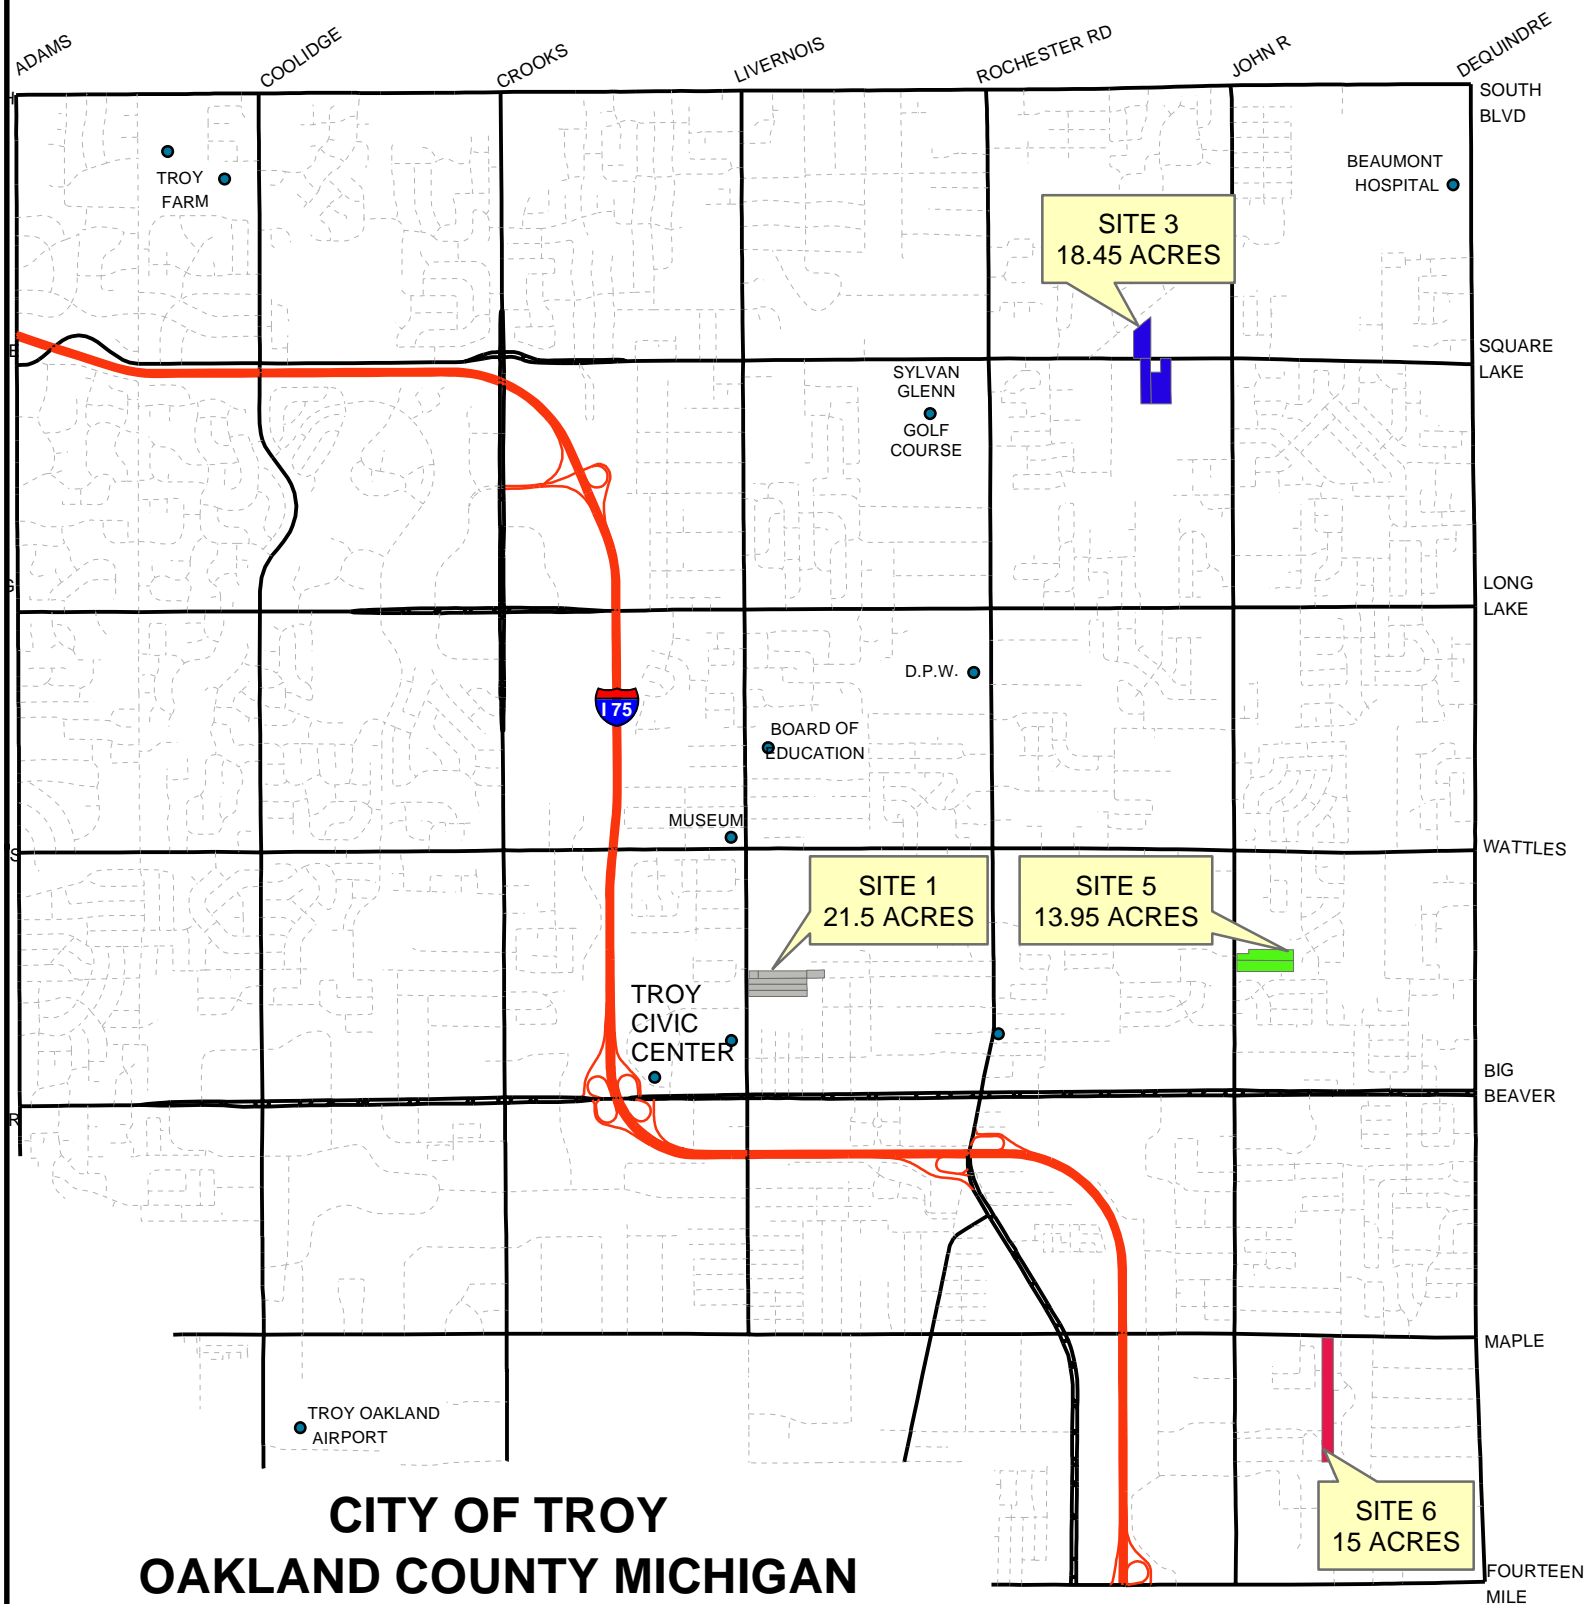 ADAMS
COOLIDGE
CROOKS
LIVERNOIS
ROCHESTER RD
JOHN R
DEQUINDRE
SOUTH
BLVD
TROY
FARM
BEAUMONT
HOSPITAL
SITE 3
18.45 ACRES
SQUARE
LAKE
SYLVAN
GLENN
GOLF
COURSE
LONG
LAKE
D.P.W.
I 75
BOARD OF
EDUCATION
MUSEUM
WATTLES
SITE 1
21.5 ACRES
SITE 5
13.95 ACRES
TROY
CIVIC
CENTER
BIG
BEAVER
MAPLE
TROY OAKLAND
AIRPORT
SITE 6
15 ACRES
CITY OF TROY
OAKLAND COUNTY MICHIGAN
FOURTEEN
MILE